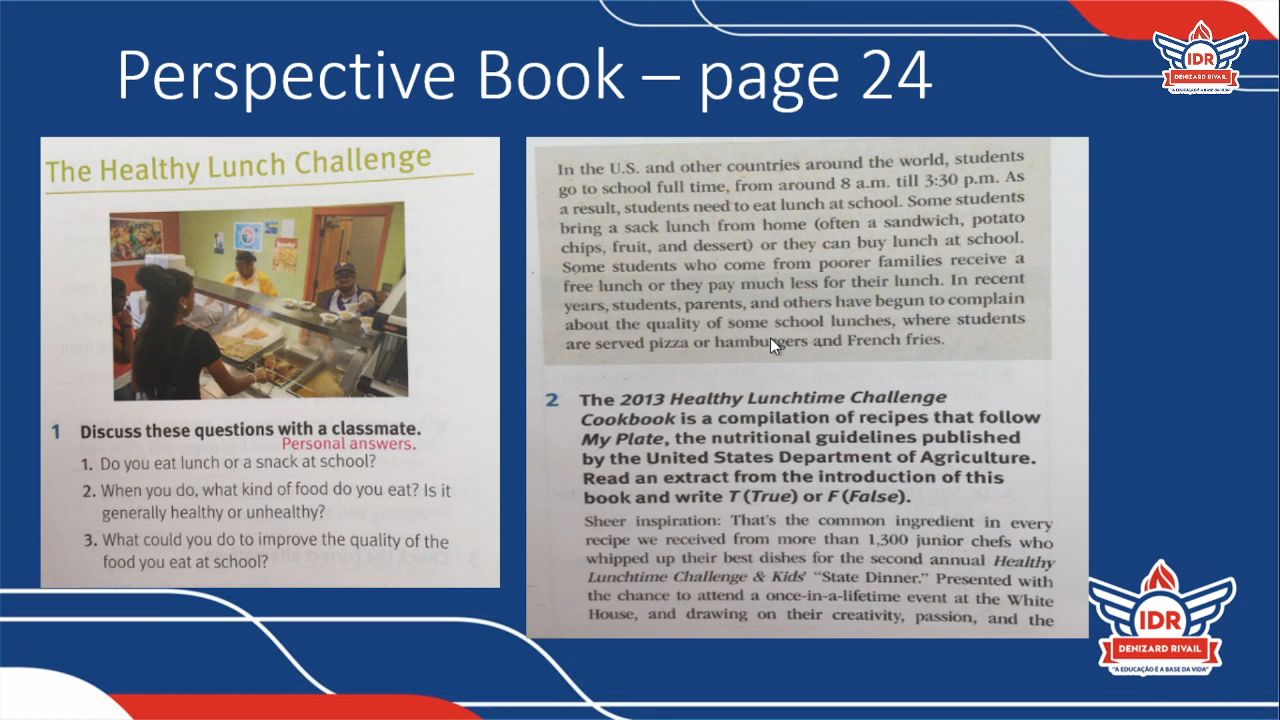 Perspective Book – page 24
IDR
DENIZARD RIVAIL
"A EDUCAÇÃO É A BASE DA VIDA"
The Healthy Lunch Challenge
1 Discuss these questions with a classmate.
Personal answers.
1. Do you eat lunch or a snack at school?
2. When you do, what kind of food do you eat? Is it
generally healthy or unhealthy?
3. What could you do to improve the quality of the
food you eat at school?
In the U.S. and other countries around the world, students
go to school full time, from around 8 a.m. till 3:30 p.m. As
a result, students need to eat lunch at school. Some students
bring a sack lunch from home (often a sandwich, potato
chips, fruit, and dessert) or they can buy lunch at school.
Some students who come from poorer families receive a
free lunch or they pay much less for their lunch. In recent
years, students, parents, and others have begun to complain
about the quality of some school lunches, where students
are served pizza or hamburgers and French fries.
2 The 2013 Healthy Lunchtime Challenge
Cookbook is a compilation of recipes that follow
My Plate, the nutritional guidelines published
by the United States Department of Agriculture.
Read an extract from the introduction of this
book and write T (True) or F (False).
Sheer inspiration: That's the common ingredient in every
recipe we received from more than 1,300 junior chefs who
whipped up their best dishes for the second annual Healthy
Lunchtime Challenge & Kids' "State Dinner." Presented with
the chance to attend a once-in-a-lifetime event at the White
House, and drawing on their creativity, passion, and the
IDR
DENIZARD RIVAIL
"A EDUCAÇÃO É A BASE DA VIDA"